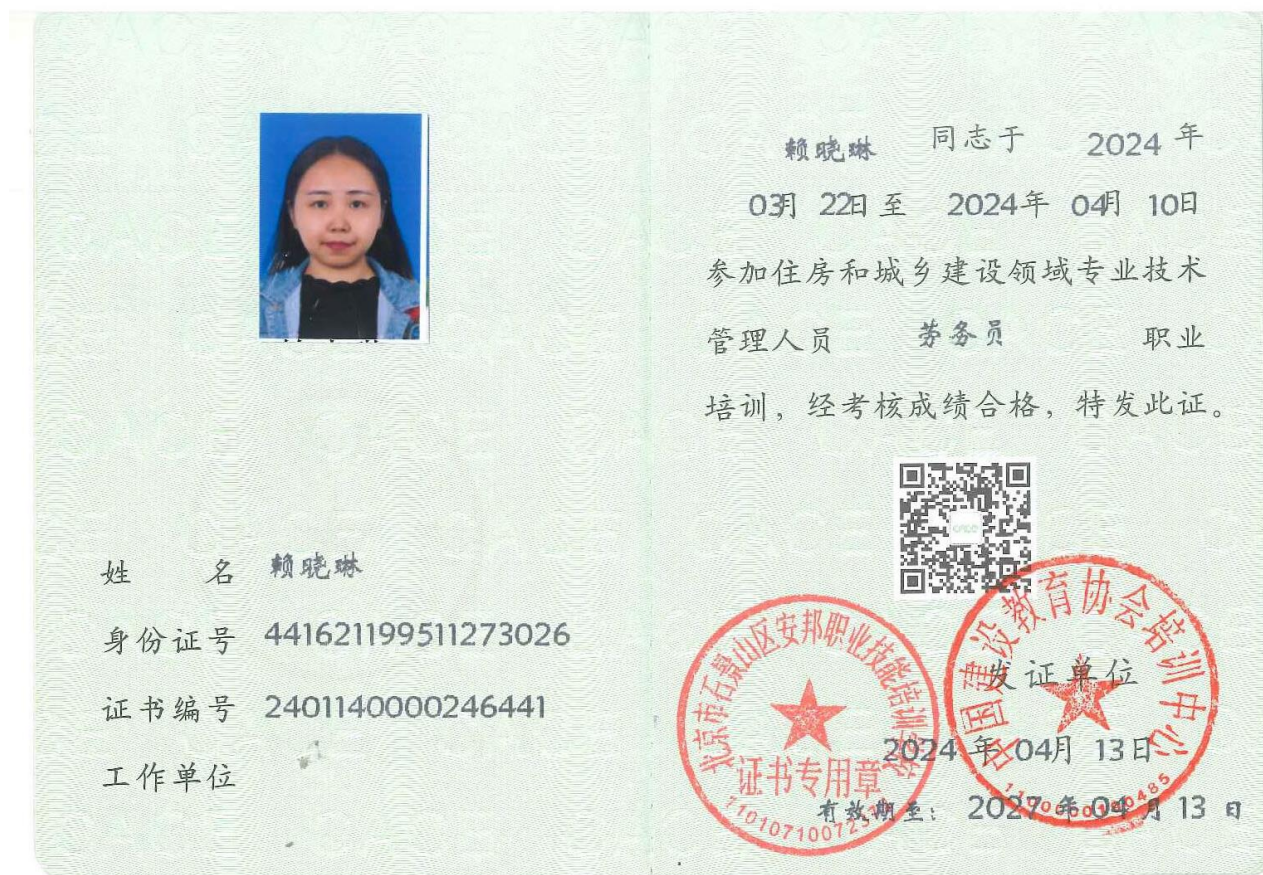 姓 名 赖晓琳
身份证号 441621199511273026
证书编号 2401140000246441
工作单位
赖晓琳 同志于 2024 年
03月 22日 至 2024年 04月 10日
参加住房和城乡建设领域专业技术
管理人员 劳务员 职业
培训，经考核成绩合格，特发此证。
北京市石景山区安邦职业技能培训学校
证书专用章
中国建设教育协会培训中心
发证单位
2024 年 04月 13日
有效期至： 2027 年 04 月 13 日